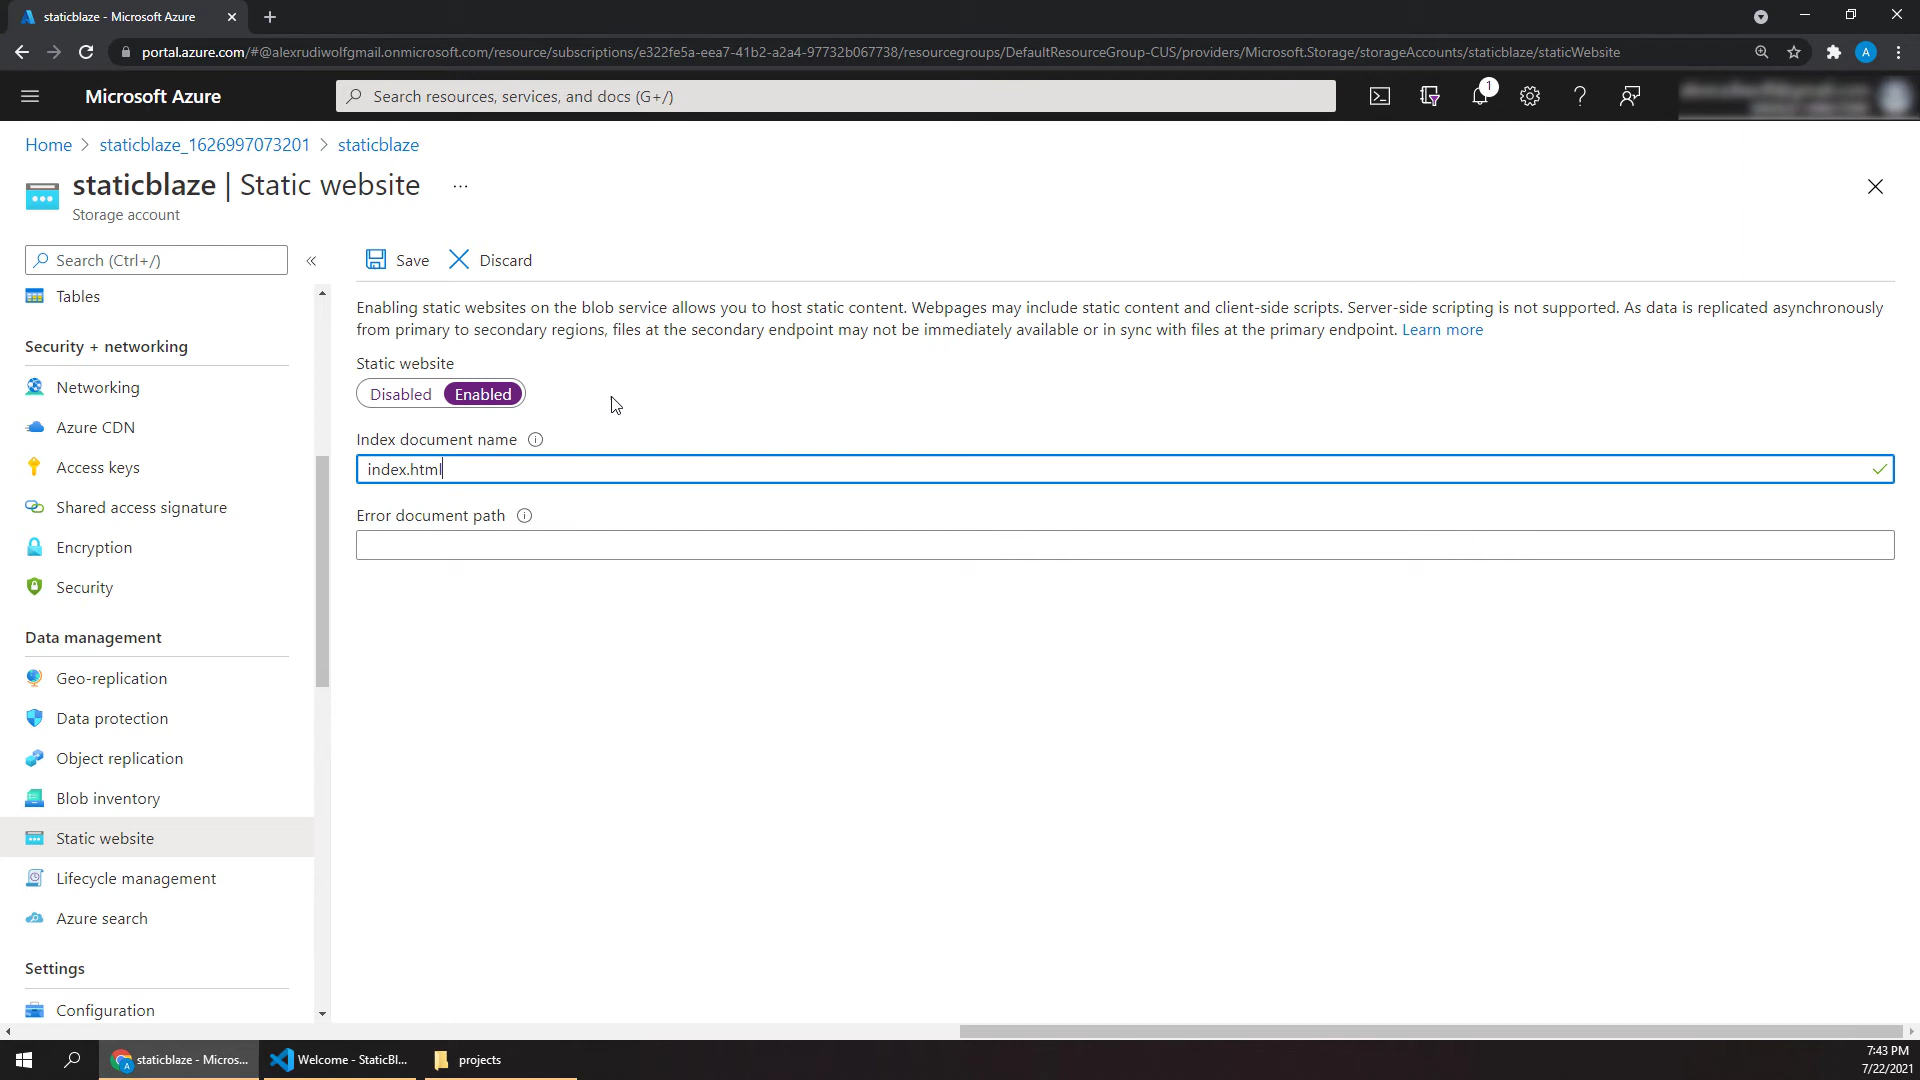 staticblaze - Microsoft Azure
portal.azure.com/#@alexrudiwolfgmail.onmicrosoft.com/resource/subscriptions/e322fe5a-eea7-41b2-a2a4-97732b067738/resourcegroups/DefaultResourceGroup-CUS/providers/Microsoft.Storage/storageAccounts/staticblaze/staticWebsite
A
Microsoft Azure
Search resources, services, and docs (G+/)
1
Home > staticblaze_1626997073201 > staticblaze
staticblaze | Static website ...
Storage account
Search (Ctrl+/)
«
Tables
Security + networking
Networking
Azure CDN
Access keys
Shared access signature
Encryption
Security
Data management
Geo-replication
Data protection
Object replication
Blob inventory
Static website
Lifecycle management
Azure search
Settings
Configuration
Save
Discard
Enabling static websites on the blob service allows you to host static content. Webpages may include static content and client-side scripts. Server-side scripting is not supported. As data is replicated asynchronously
from primary to secondary regions, files at the secondary endpoint may not be immediately available or in sync with files at the primary endpoint. Learn more
Static website
Disabled Enabled
Index document name
index.html
Error document path
staticblaze - Micros...
Welcome - StaticBl...
projects
7:43 PM
7/22/2021